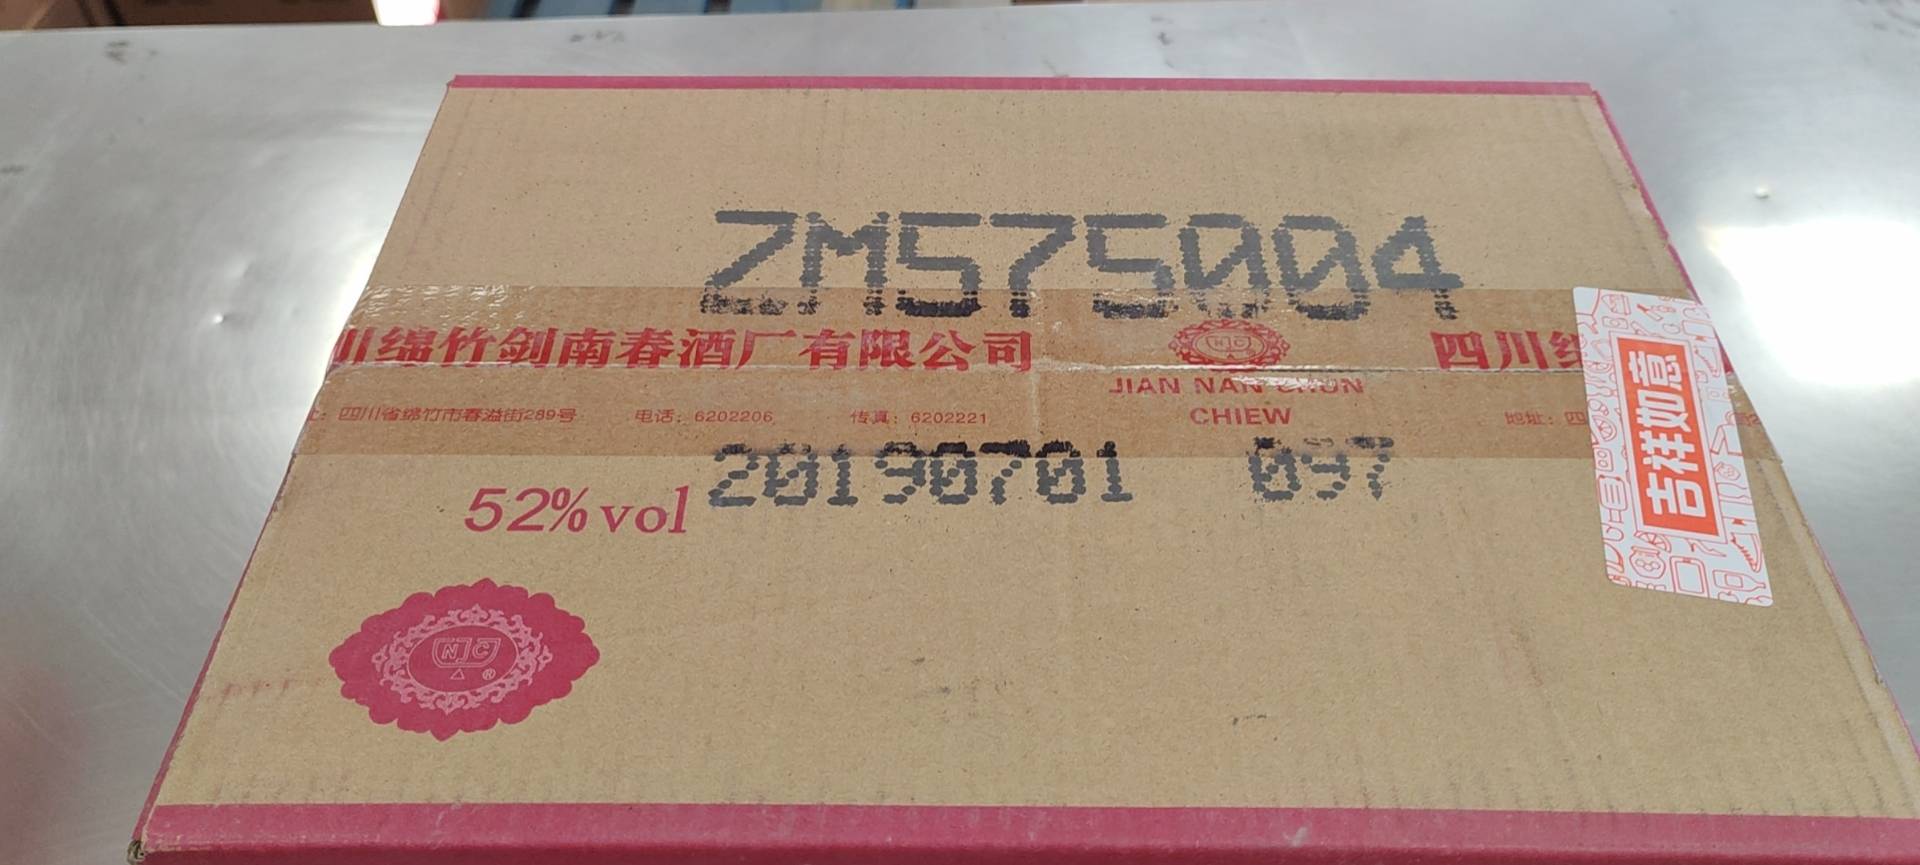 ZM575004
川绵竹剑南春酒厂有限公司
四川绵
JIAN NAN CHUN
CHIEW
址：四川省绵竹市春溢街289号 电话：6202206 传真：6202221
地址：四
20190701 097
52%vol
NJC
®
吉祥如意